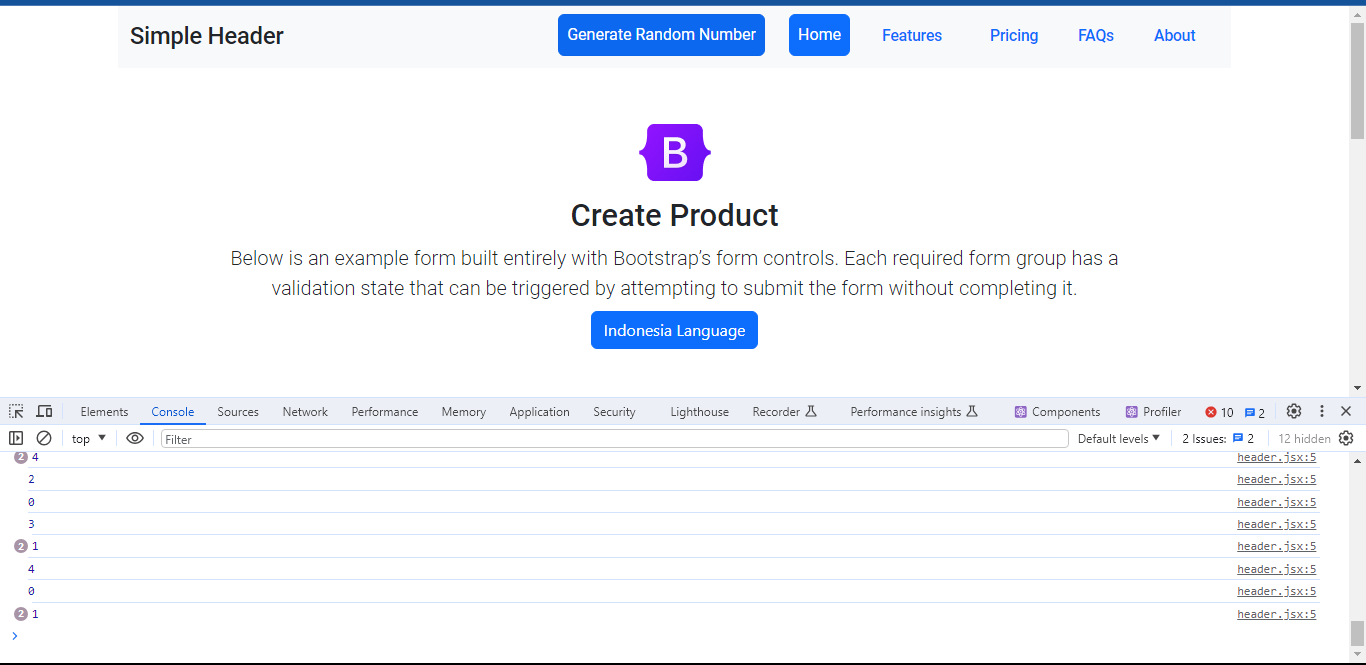 Simple Header
Generate Random Number
Home
Features
Pricing
FAQs
About
B
Create Product
Below is an example form built entirely with Bootstrap’s form controls. Each required form group has a
validation state that can be triggered by attempting to submit the form without completing it.
Indonesia Language
Elements Console Sources Network Performance Memory Application Security Lighthouse Recorder Performance insights Components Profiler 10 2
top Filter Default levels 2 Issues: 2 12 hidden
2 4 header.jsx:5
2 header.jsx:5
0 header.jsx:5
3 header.jsx:5
2 1 header.jsx:5
4 header.jsx:5
0 header.jsx:5
2 1 header.jsx:5